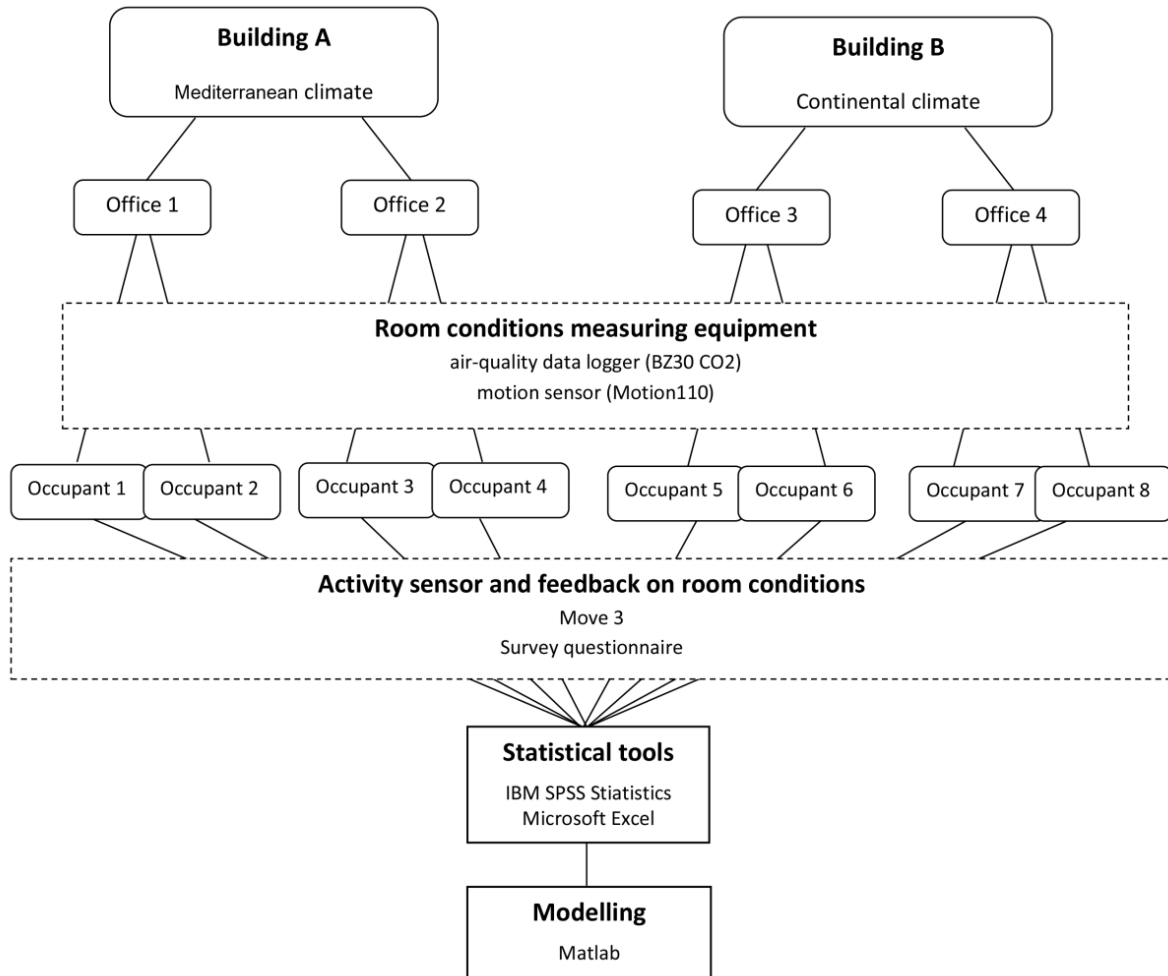 Building A
Mediterranean climate
Building B
Continental climate
Office 1
Office 2
Office 3
Office 4
Room conditions measuring equipment
air-quality data logger (BZ30 CO2)
motion sensor (Motion110)
Occupant 1
Occupant 2
Occupant 3
Occupant 4
Occupant 5
Occupant 6
Occupant 7
Occupant 8
Activity sensor and feedback on room conditions
Move 3
Survey questionnaire
Statistical tools
IBM SPSS Stiatistics
Microsoft Excel
Modelling
Matlab